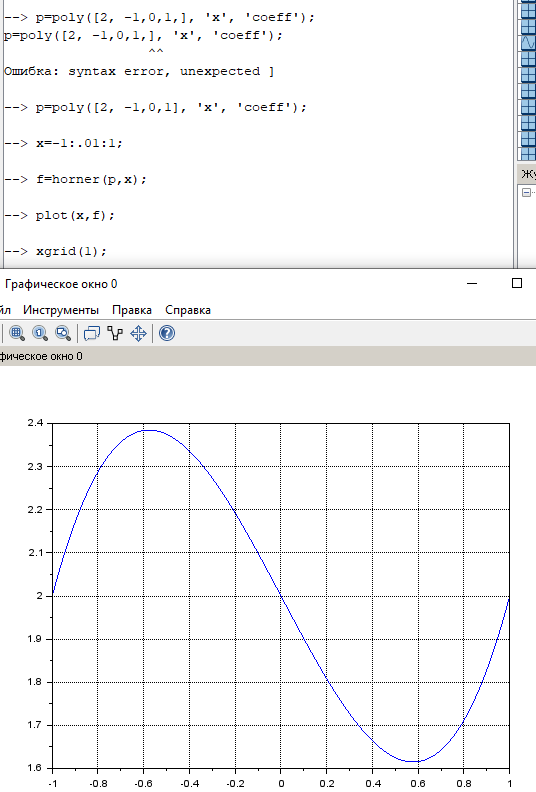 --> p=poly([2, -1,0,1,], 'x', 'coeff');
p=poly([2, -1,0,1,], 'x', 'coeff');
^^
Ошибка: syntax error, unexpected ]
--> p=poly([2, -1,0,1], 'x', 'coeff');
--> x=-1:.01:1;
--> f=horner(p,x);
--> plot(x,f);
--> xgrid(1);
Жу
Графическое окно 0
йл Инструменты Правка Справка
фическое окно 0
2.4
2.3
2.2
2.1
2
1.9
1.8
1.7
1.6
-1 -0.8 -0.6 -0.4 -0.2 0 0.2 0.4 0.6 0.8 1